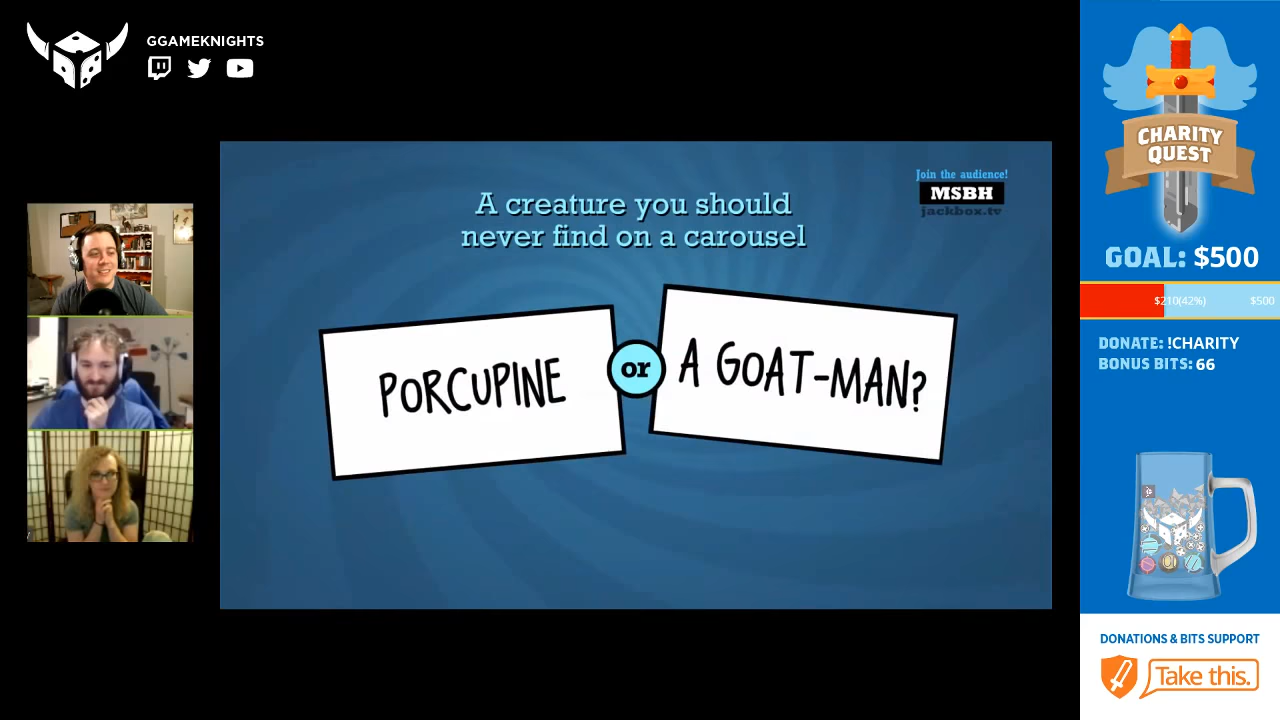 GGAMEKNIGHTS
A creature you should
never find on a carousel
Join the audience!
MSBH
jackbox.tv
PORCUPINE
or
A GOAT-MAN?
CHARITY
QUEST
GOAL: $500
$210(42%) $500
DONATE: !CHARITY
BONUS BITS: 66
DONATIONS & BITS SUPPORT
Take this.